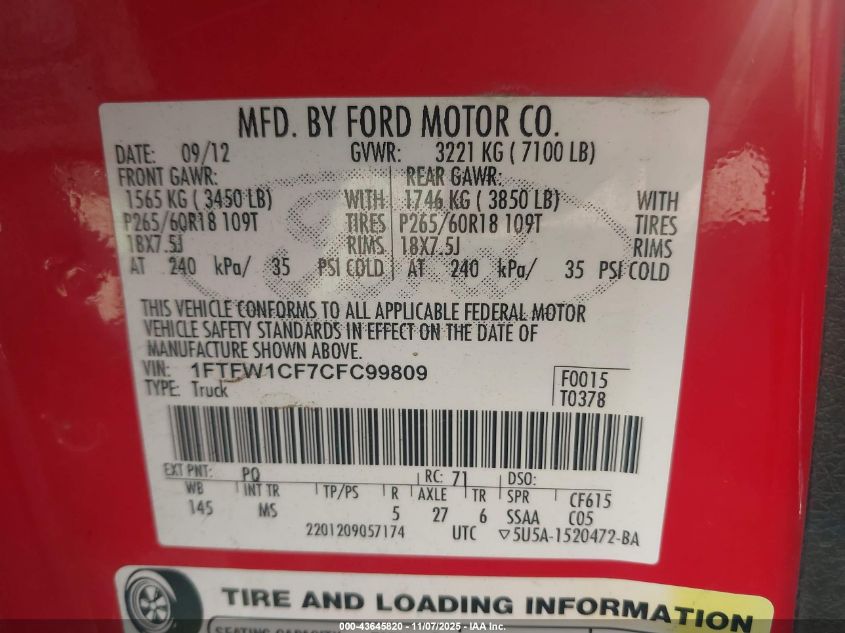 MFD. BY FORD MOTOR CO.
DATE: 09/12 GVWR: 3221 KG ( 7100 LB)
FRONT GAWR: REAR GAWR:
1565 KG ( 3450 LB) WITH 1746 KG ( 3850 LB) WITH
P265/60R18 109T TIRES P265/60R18 109T TIRES
18X7.5J RIMS 18X7.5J RIMS
AT 240 kPa/ 35 PSI COLD AT 240 kPa/ 35 PSI COLD
THIS VEHICLE CONFORMS TO ALL APPLICABLE FEDERAL MOTOR
VEHICLE SAFETY STANDARDS IN EFFECT ON THE DATE OF
MANUFACTURE SHOWN ABOVE.
VIN: 1FTFW1CF7CFC99809 F0015
TYPE: Truck T0378
EXT PNT: PQ RC: 71 DSO:
WB INT TR TP/PS R AXLE TR SPR CF615
145 MS 5 27 6 SSAA C05
2201209057174 UTC ▽5U5A-1520472-BA
TIRE AND LOADING INFORMATION
SEATING CAPACITY
000-43645820 - 11/07/2025 - IAA Inc.